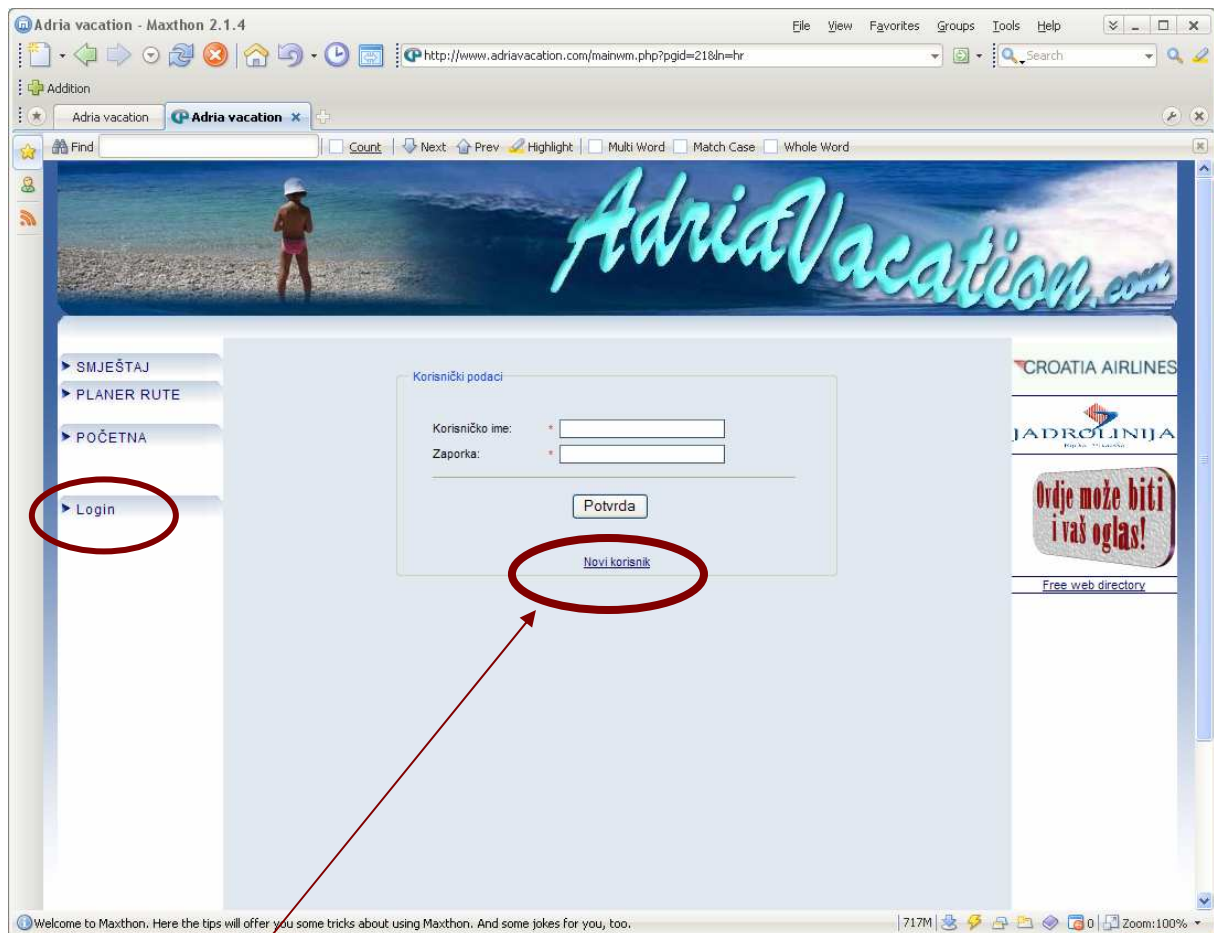 Adria vacation - Maxthon 2.1.4
File View Favorites Groups Tools Help
http://www.adriavacation.com/mainwm.php?pgid=21&ln=hr
Search
Addition
Adria vacation
Adria vacation
Find
Count Next Prev Highlight Multi Word Match Case Whole Word
AdriaVacation.com
SMJEŠTAJ
PLANER RUTE
POČETNA
Login
Korisnički podaci
Korisničko ime: *
Zaporka: *
Potvrda
Novi korisnik
CROATIA AIRLINES
JADROLINIJA
Ovdje može biti
i vaš oglas!
Free web directory
Welcome to Maxthon. Here the tips will offer you some tricks about using Maxthon. And some jokes for you, too.
717M 0 Zoom:100%